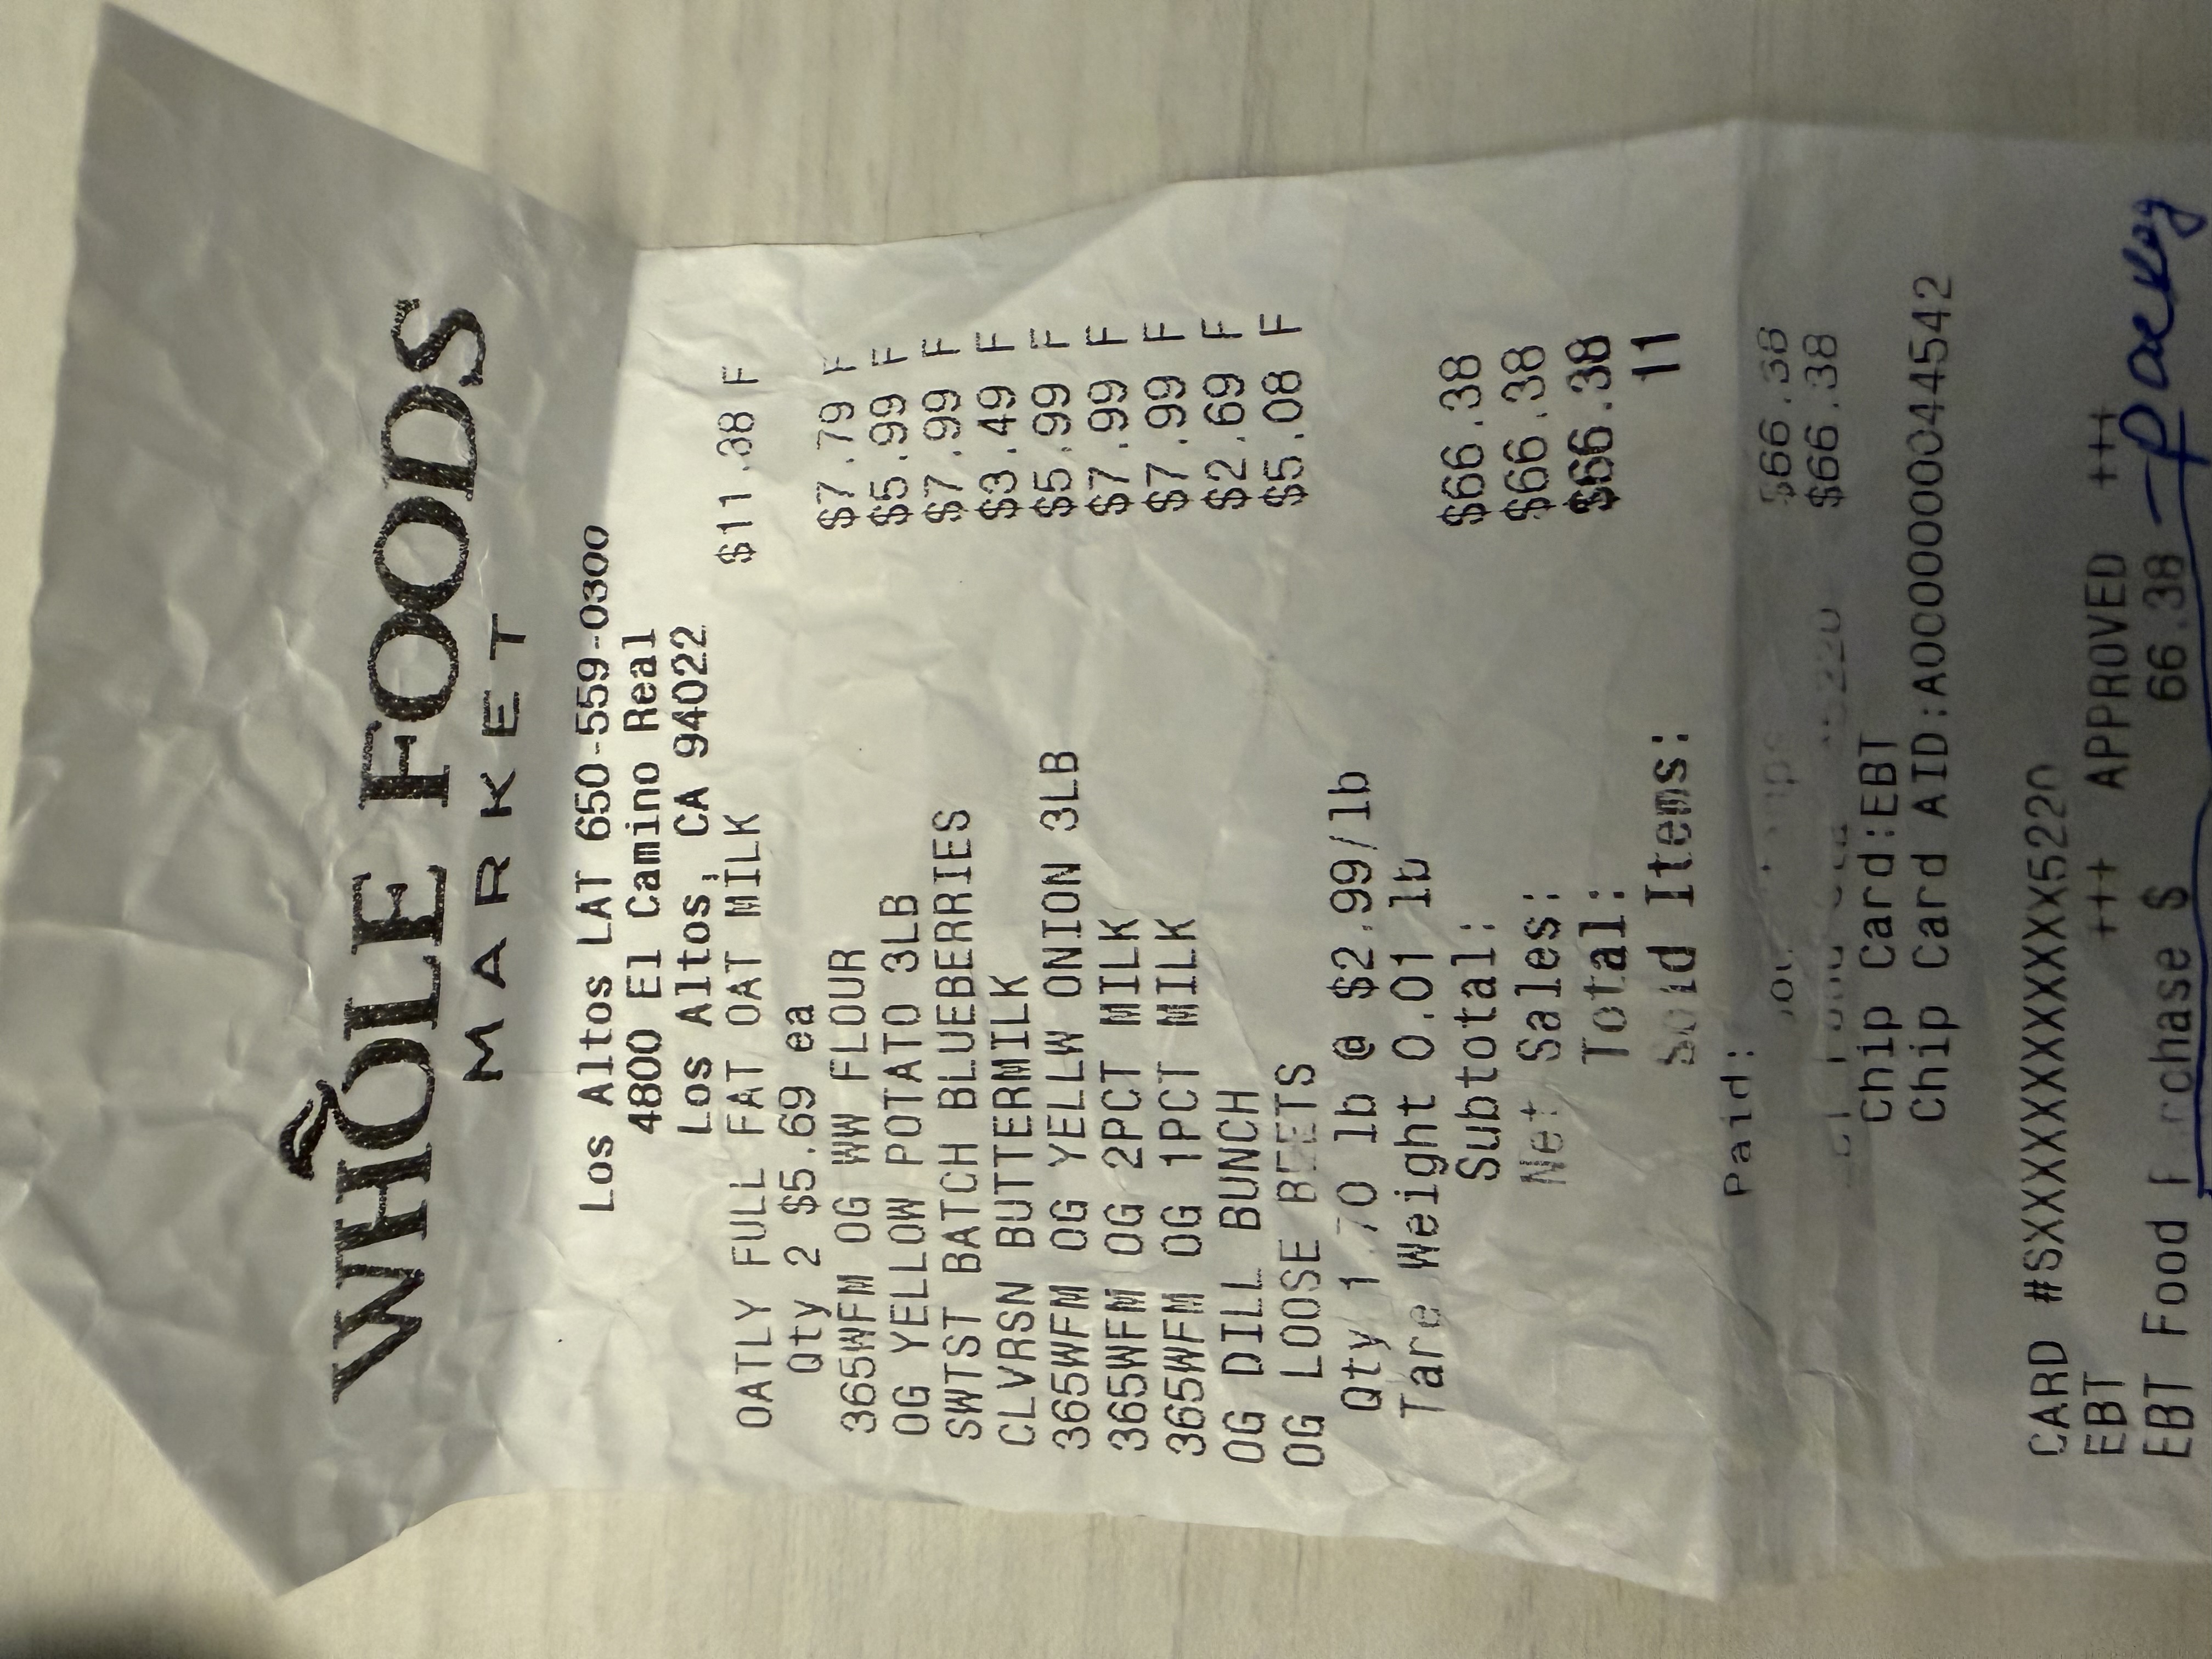 WHOLE FOODS
MARKET
Los Altos LAT 650-559-0300
4800 El Camino Real
Los Altos, CA 94022
OATLY FULL FAT OAT MILK $11.38 F
Qty 2 $5.69 ea
365WFM OG WW FLOUR $7.79 F
OG YELLOW POTATO 3LB $5.99 F
SWTST BATCH BLUEBERRIES $7.99 F
CLVRSN BUTTERMILK $3.49 F
365WFM OG YELLW ONION 3LB $5.99 F
365WFM OG 2PCT MILK $7.99 F
365WFM OG 1PCT MILK $7.99 F
OG DILL BUNCH $2.69 F
OG LOOSE BEETS $5.08 F
Qty 1.70 lb @ $2.99/lb
Tare Weight 0.01 lb
Subtotal: $66.38
Net Sales: $66.38
Total: $66.38
Sold Items: 11
Paid:
$66.38
Food 5220 $66.38
Chip Card:EBT
Chip Card AID:A0000000044542
CARD #SXXXXXXXXXXXX5220
EBT +++ APPROVED +++
EBT Food Purchase $ 66.38